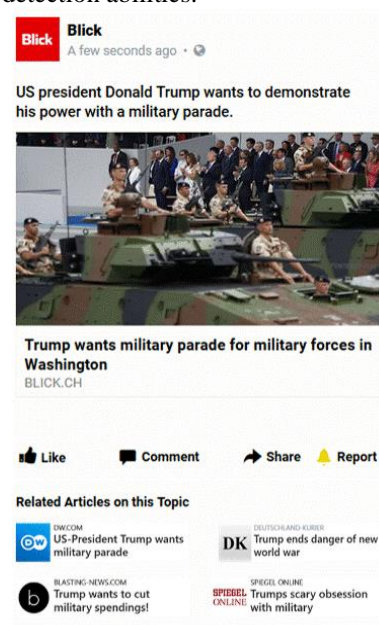 detection abilities.
Blick
Blick
A few seconds ago
US president Donald Trump wants to demonstrate
his power with a military parade.
Trump wants military parade for military forces in
Washington
BLICK.CH
Like
Comment
Share
Report
Related Articles on this Topic
DW
DW.COM
US-President Trump wants
military parade
DK
DEUTSCHLAND-KURIER
Trump ends danger of new
world war
b
BLASTING-NEWS.COM
Trump wants to cut
military spendings!
SPIEGEL
ONLINE
SPIEGEL ONLINE
Trumps scary obsession
with military